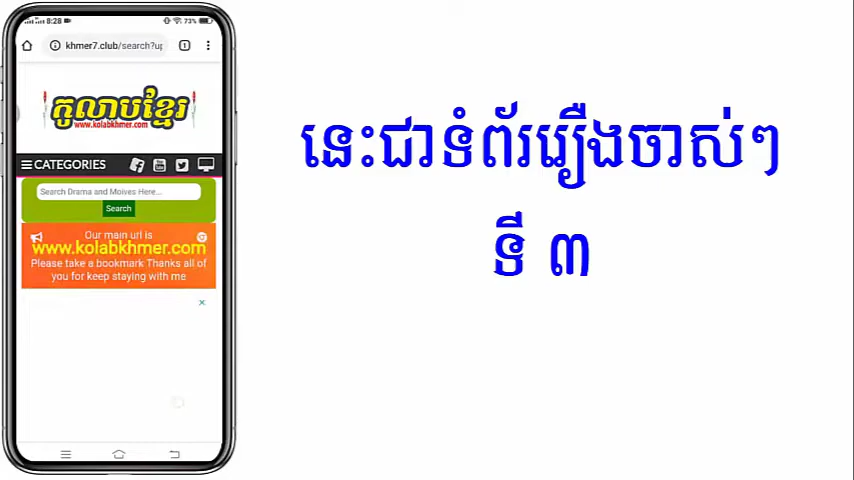 8:28
73%
khmer7.club/search?up
1
កូលាបខ្មែរ
www.kolabkhmer.com
CATEGORIES
Search Drama and Moives Here...
Search
Our main url is
www.kolabkhmer.com
Please take a bookmark Thanks all of
you for keep staying with me
នេះជាទំព័ររឿងចាស់ៗ
ទី ៣